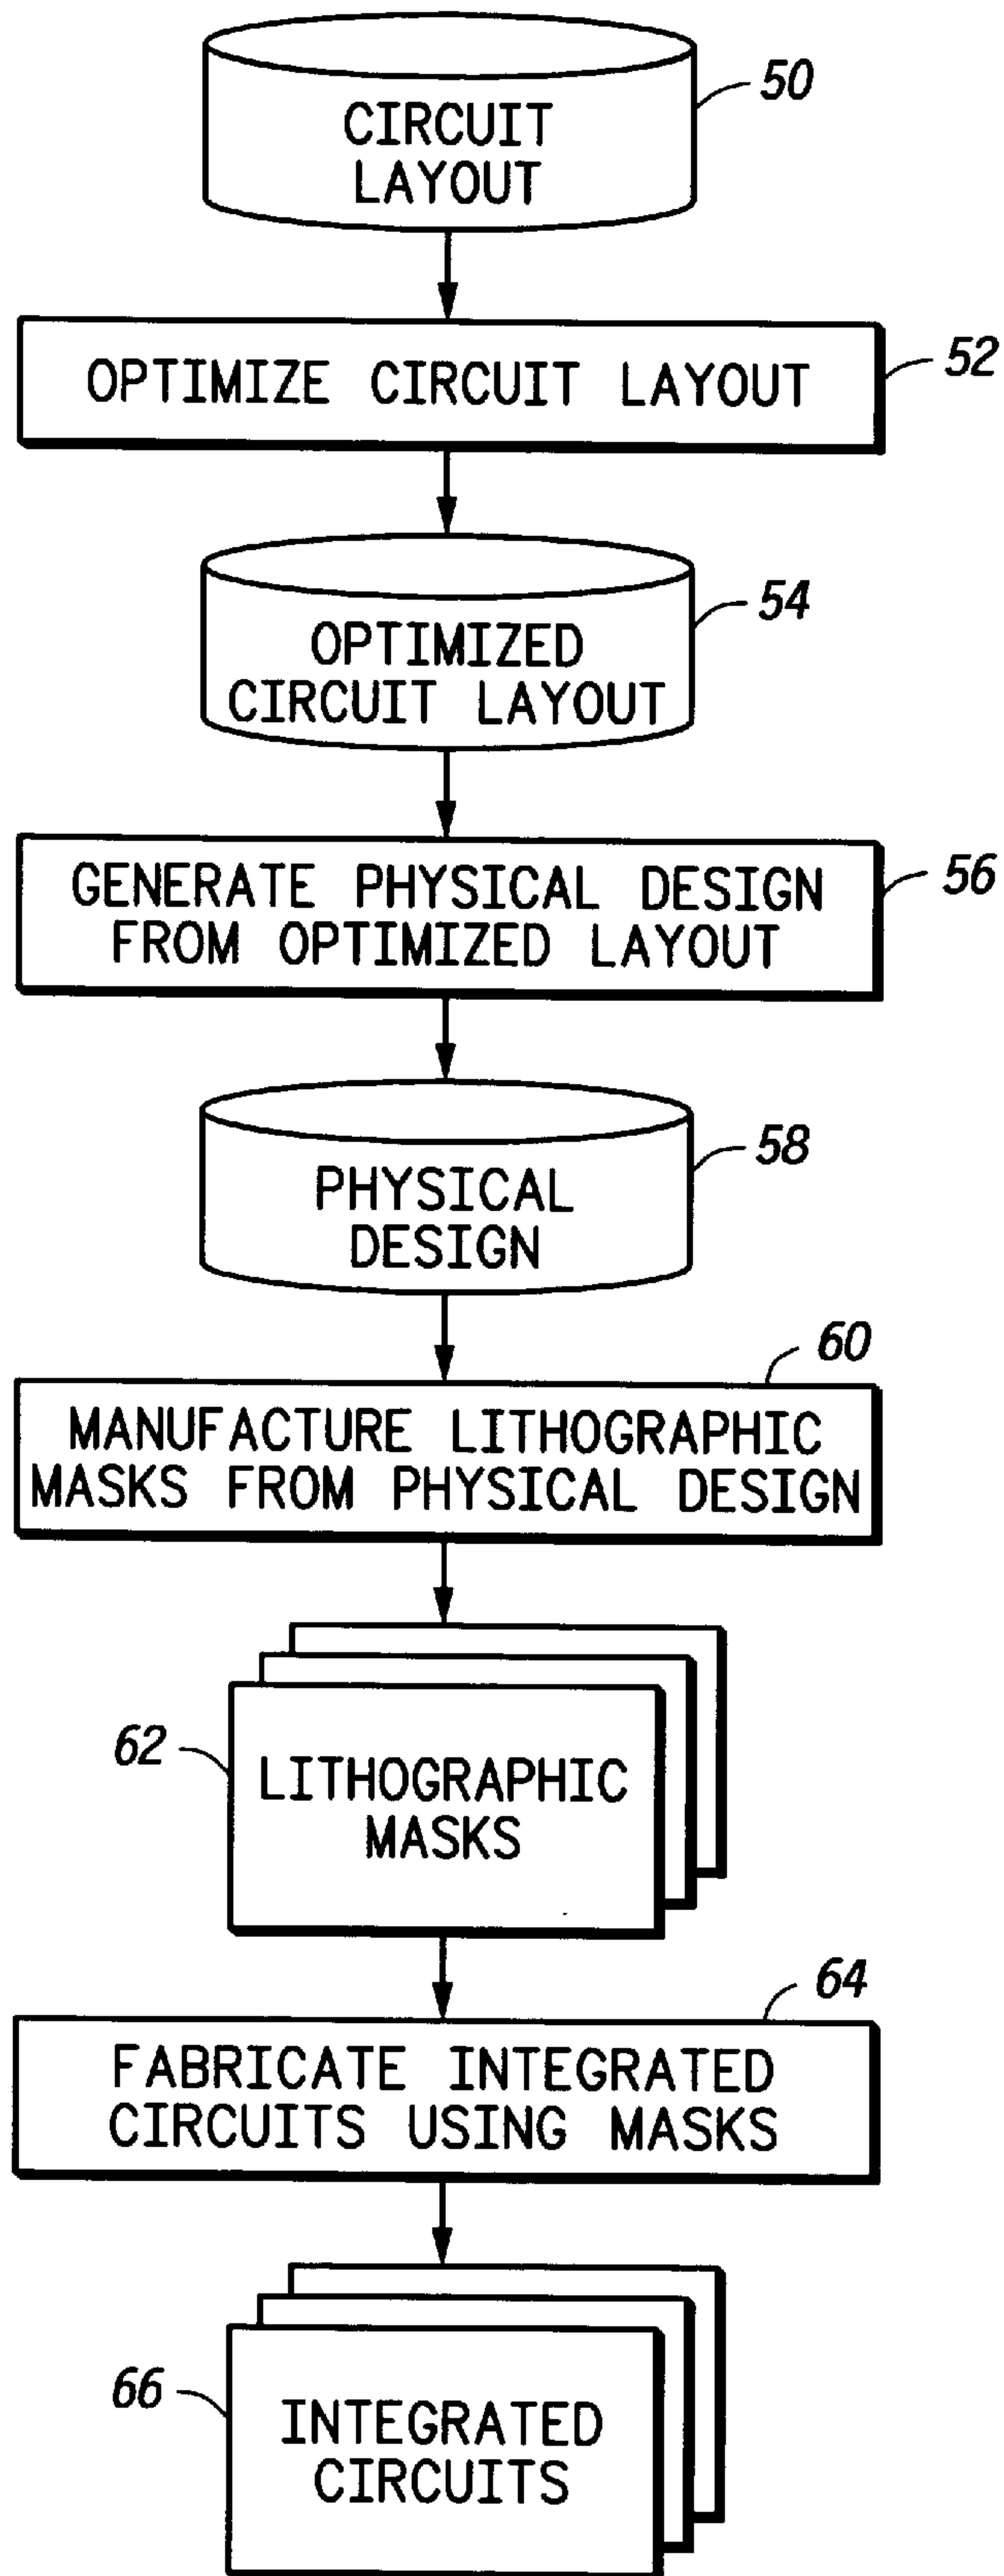 50
CIRCUIT
LAYOUT
52
OPTIMIZE CIRCUIT LAYOUT
54
OPTIMIZED
CIRCUIT LAYOUT
56
GENERATE PHYSICAL DESIGN
FROM OPTIMIZED LAYOUT
58
PHYSICAL
DESIGN
60
MANUFACTURE LITHOGRAPHIC
MASKS FROM PHYSICAL DESIGN
62
LITHOGRAPHIC
MASKS
64
FABRICATE INTEGRATED
CIRCUITS USING MASKS
66
INTEGRATED
CIRCUITS